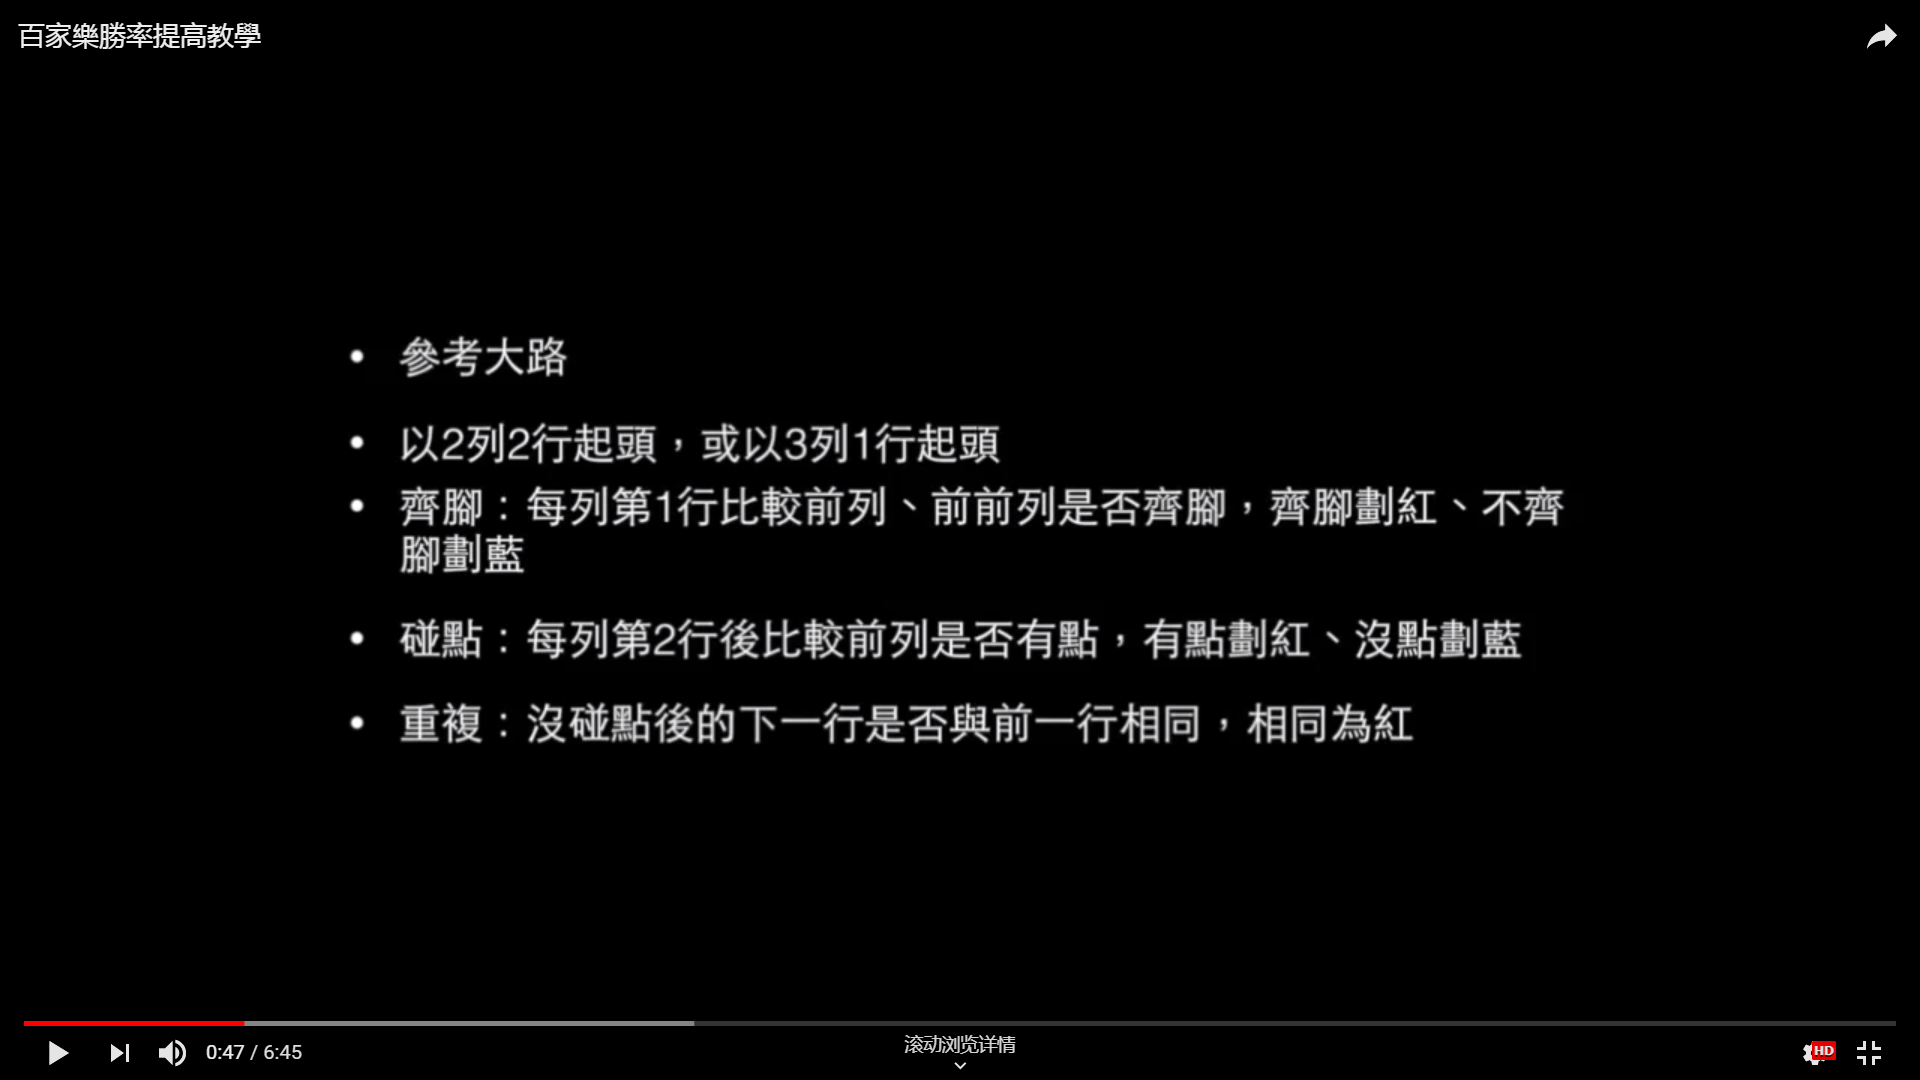 百家樂勝率提高教學
• 參考大路
• 以2列2行起頭，或以3列1行起頭
• 齊腳：每列第1行比較前列、前前列是否齊腳，齊腳劃紅、不齊
腳劃藍
• 碰點：每列第2行後比較前列是否有點，有點劃紅、沒點劃藍
• 重複：沒碰點後的下一行是否與前一行相同，相同為紅
0:47 / 6:45
滚动浏览详情
HD